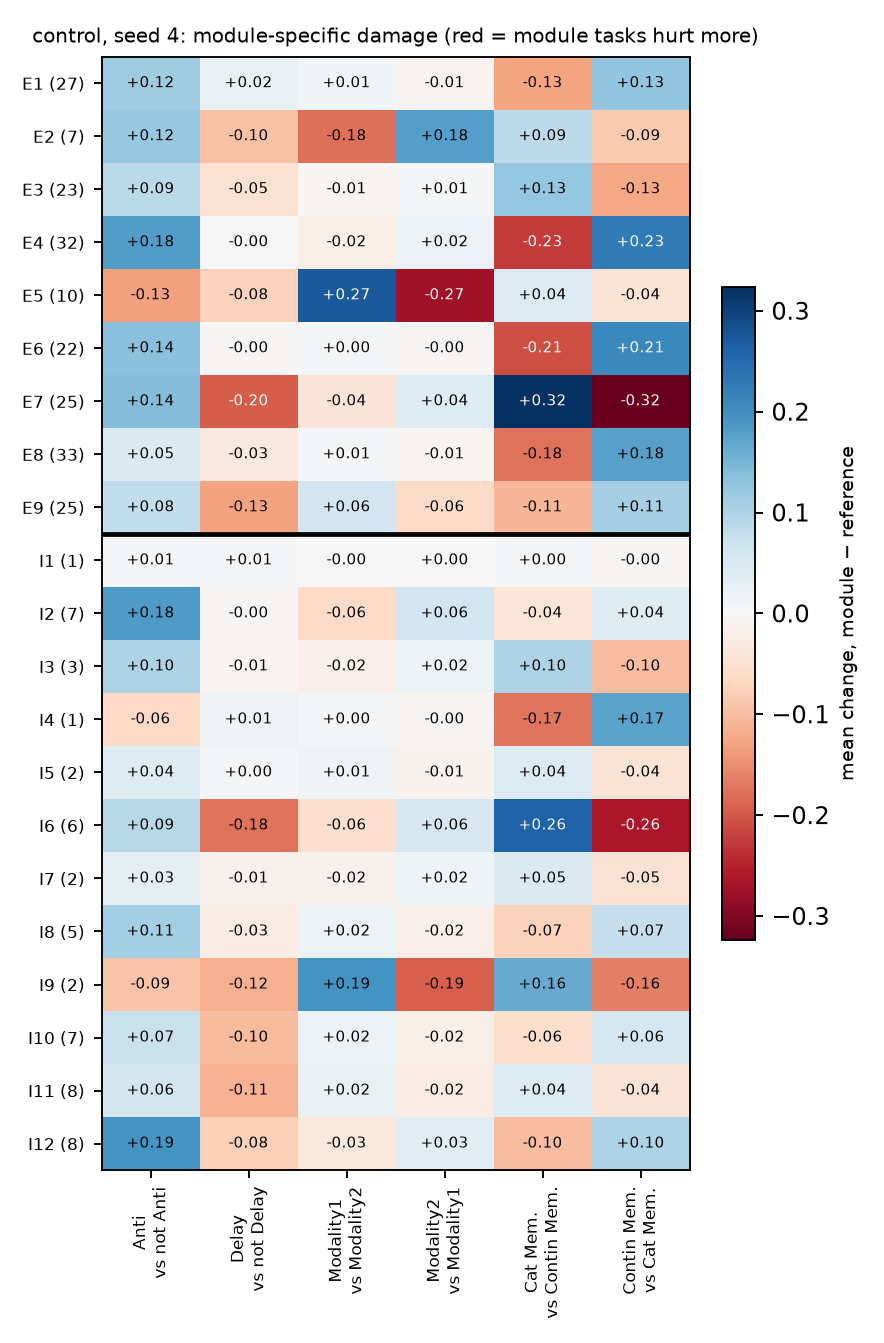 control, seed 4: module-specific damage (red = module tasks hurt more)
E1 (27) +0.12 +0.02 +0.01 -0.01 -0.13 +0.13
E2 (7) +0.12 -0.10 -0.18 +0.18 +0.09 -0.09
E3 (23) +0.09 -0.05 -0.01 +0.01 +0.13 -0.13
E4 (32) +0.18 -0.00 -0.02 +0.02 -0.23 +0.23
E5 (10) -0.13 -0.08 +0.27 -0.27 +0.04 -0.04
E6 (22) +0.14 -0.00 +0.00 -0.00 -0.21 +0.21
E7 (25) +0.14 -0.20 -0.04 +0.04 +0.32 -0.32
E8 (33) +0.05 -0.03 +0.01 -0.01 -0.18 +0.18
E9 (25) +0.08 -0.13 +0.06 -0.06 -0.11 +0.11
I1 (1) +0.01 +0.01 -0.00 +0.00 +0.00 -0.00
I2 (7) +0.18 -0.00 -0.06 +0.06 -0.04 +0.04
I3 (3) +0.10 -0.01 -0.02 +0.02 +0.10 -0.10
I4 (1) -0.06 +0.01 +0.00 -0.00 -0.17 +0.17
I5 (2) +0.04 +0.00 +0.01 -0.01 +0.04 -0.04
I6 (6) +0.09 -0.18 -0.06 +0.06 +0.26 -0.26
I7 (2) +0.03 -0.01 -0.02 +0.02 +0.05 -0.05
I8 (5) +0.11 -0.03 +0.02 -0.02 -0.07 +0.07
I9 (2) -0.09 -0.12 +0.19 -0.19 +0.16 -0.16
I10 (7) +0.07 -0.10 +0.02 -0.02 -0.06 +0.06
I11 (8) +0.06 -0.11 +0.02 -0.02 +0.04 -0.04
I12 (8) +0.19 -0.08 -0.03 +0.03 -0.10 +0.10
Anti
vs not Anti
Delay
vs not Delay
Modality1
vs Modality2
Modality2
vs Modality1
Cat Mem.
vs Contin Mem.
Contin Mem.
vs Cat Mem.
0.3
0.2
0.1
0.0
−0.1
−0.2
−0.3
mean change, module − reference